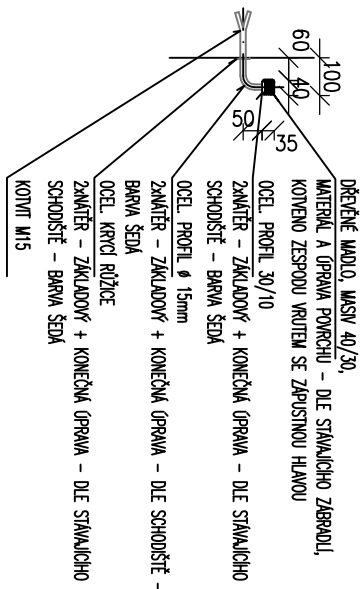 DŘEVĚNÉ MADLO, MASIV 40/30,
MATERIÁL A ÚPRAVA POVRCHU - DLE STÁVAJÍCÍHO ZÁBRADLÍ,
KOTVENO ZESPODU VRUTEM SE ZÁPUSTNOU HLAVOU
OCEL. PROFIL 30/10
2xNÁTĚR - ZÁKLADOVÝ + KONEČNÁ ÚPRAVA - DLE STÁVAJÍCÍHO
SCHODIŠTĚ - BARVA ŠEDÁ
OCEL. PROFIL ø 15mm
2xNÁTĚR - ZÁKLADOVÝ + KONEČNÁ ÚPRAVA - DLE SCHODIŠTĚ -
BARVA ŠEDÁ
OCEL. KRYCÍ RŮŽICE
2xNÁTĚR - ZÁKLADOVÝ + KONEČNÁ ÚPRAVA - DLE STÁVAJÍCÍHO
SCHODIŠTĚ - BARVA ŠEDÁ
KOTVIT M15
100
60
40
35
50